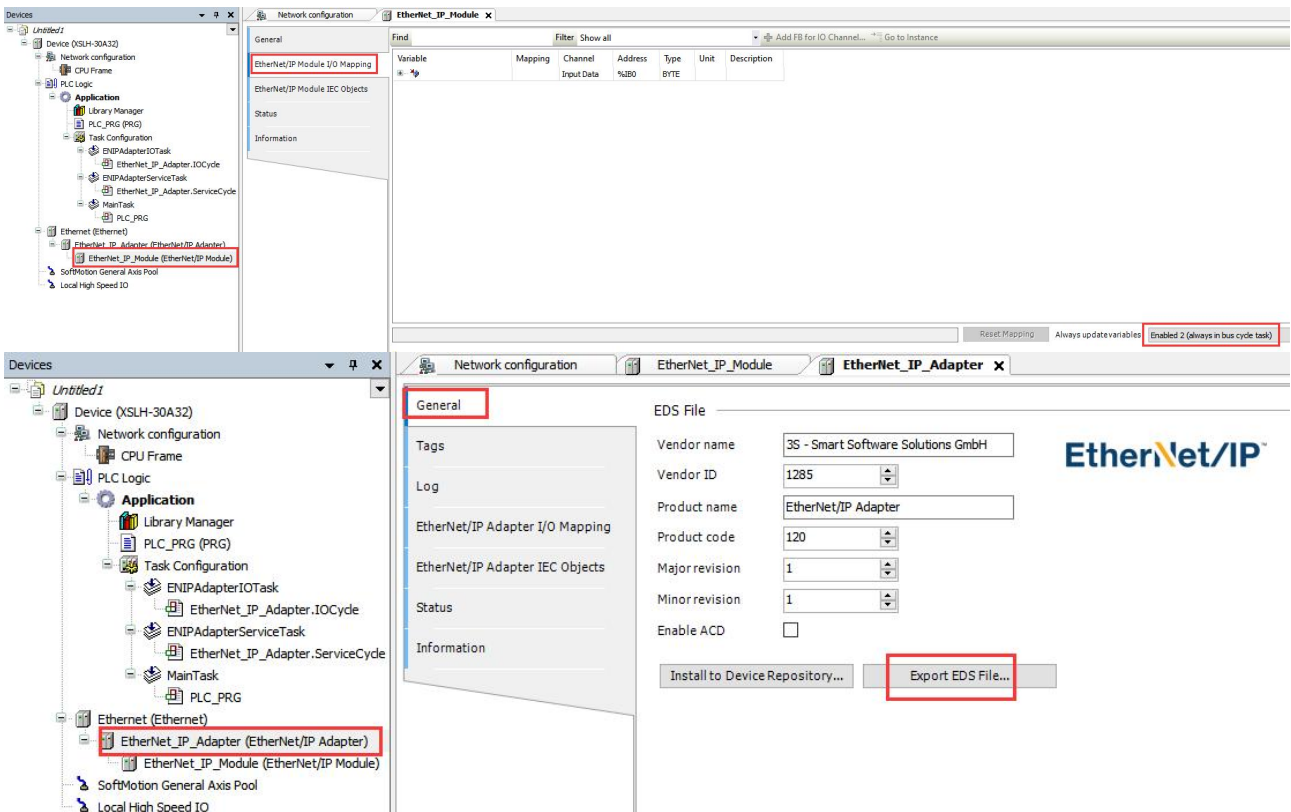 Devices
Untitled1
Device (XSLH-30A32)
Network configuration
CPU Frame
PLC Logic
Application
Library Manager
PLC_PRG (PRG)
Task Configuration
ENIPAdapterIOTask
EtherNet_IP_Adapter.IOCycle
ENIPAdapterServiceTask
EtherNet_IP_Adapter.ServiceCycle
MainTask
PLC_PRG
Ethernet (Ethernet)
EtherNet_IP_Adapter (EtherNet/IP Adapter)
EtherNet_IP_Module (EtherNet/IP Module)
SoftMotion General Axis Pool
Local High Speed IO
Network configuration EtherNet_IP_Module
General
EtherNet/IP Module I/O Mapping
EtherNet/IP Module IEC Objects
Status
Information
Find Filter Show all Add FB for IO Channel... Go to Instance
Variable Mapping Channel Address Type Unit Description
Input Data %IB0 BYTE
Reset Mapping Always update variables Enabled 2 (always in bus cycle task)
Devices
Untitled1
Device (XSLH-30A32)
Network configuration
CPU Frame
PLC Logic
Application
Library Manager
PLC_PRG (PRG)
Task Configuration
ENIPAdapterIOTask
EtherNet_IP_Adapter.IOCycle
ENIPAdapterServiceTask
EtherNet_IP_Adapter.ServiceCycle
MainTask
PLC_PRG
Ethernet (Ethernet)
EtherNet_IP_Adapter (EtherNet/IP Adapter)
EtherNet_IP_Module (EtherNet/IP Module)
SoftMotion General Axis Pool
Local High Speed IO
Network configuration EtherNet_IP_Module EtherNet_IP_Adapter
General
Tags
Log
EtherNet/IP Adapter I/O Mapping
EtherNet/IP Adapter IEC Objects
Status
Information
EDS File
Vendor name 3S - Smart Software Solutions GmbH
Vendor ID 1285
Product name EtherNet/IP Adapter
Product code 120
Major revision 1
Minor revision 1
Enable ACD
Install to Device Repository... Export EDS File...
EtherNet/IP™